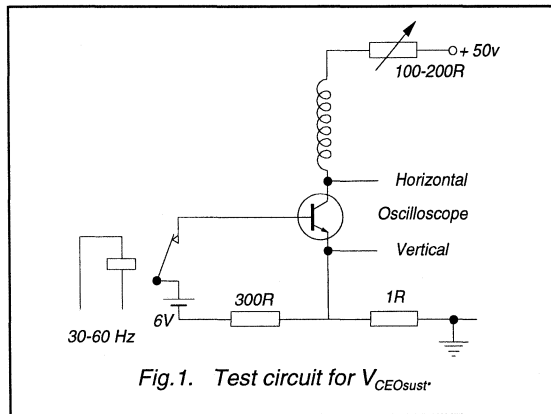 + 50v
100-200R
Horizontal
Oscilloscope
Vertical
300R
1R
6V
30-60 Hz
Fig.1. Test circuit for VCEOsust.